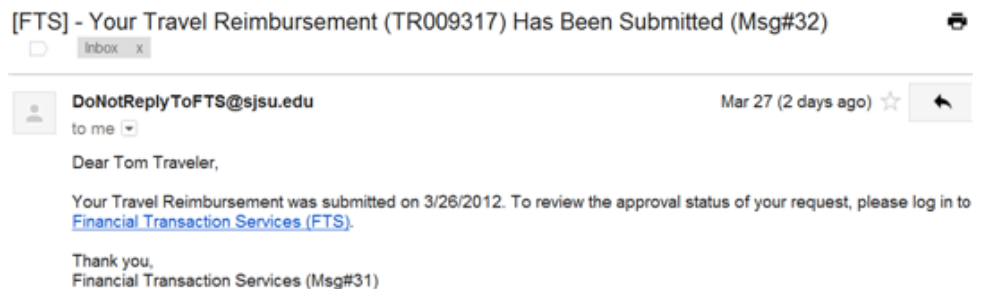 [FTS] - Your Travel Reimbursement (TR009317) Has Been Submitted (Msg#32)
Inbox x
DoNotReplyToFTS@sjsu.edu Mar 27 (2 days ago)
to me
Dear Tom Traveler,
Your Travel Reimbursement was submitted on 3/26/2012. To review the approval status of your request, please log in to
Financial Transaction Services (FTS).
Thank you,
Financial Transaction Services (Msg#31)